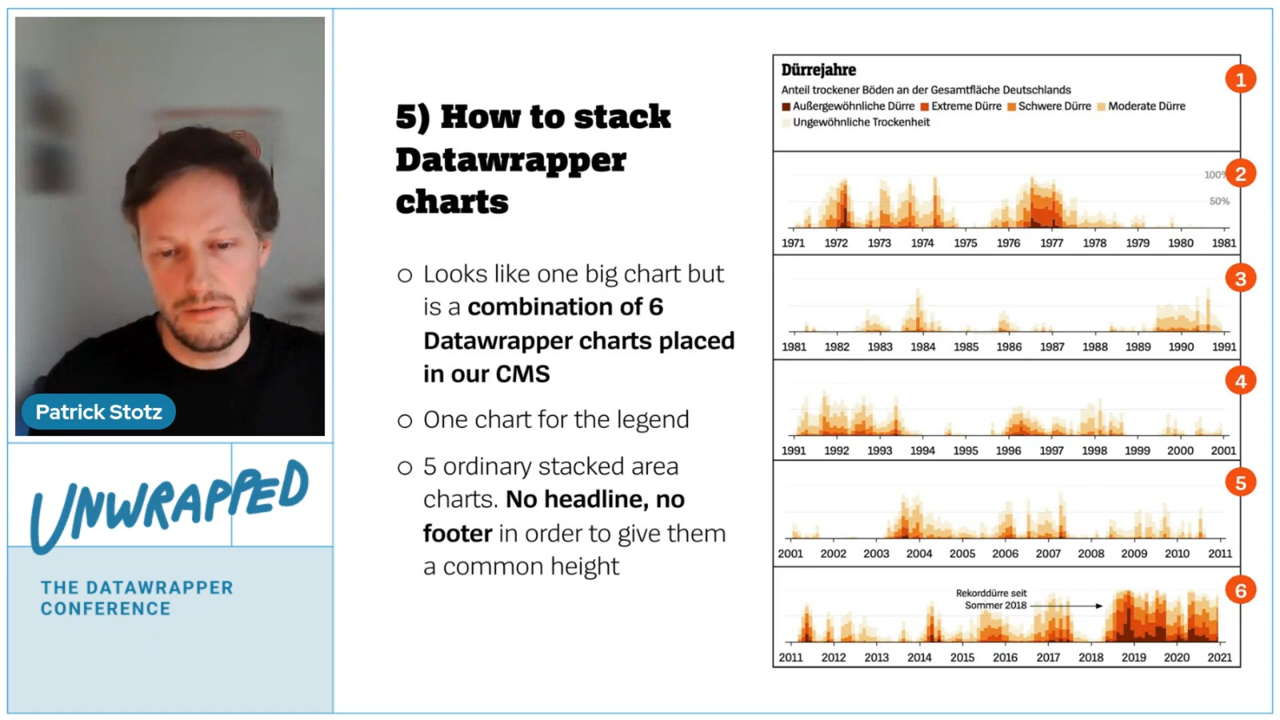 Patrick Stotz
UNWRAPPED
THE DATAWRAPPER
CONFERENCE
5) How to stack
Datawrapper
charts
Looks like one big chart but
is a combination of 6
Datawrapper charts placed
in our CMS
One chart for the legend
5 ordinary stacked area
charts. No headline, no
footer in order to give them
a common height
Dürrejahre
Anteil trockener Böden an der Gesamtfläche Deutschlands
Außergewöhnliche Dürre Extreme Dürre Schwere Dürre Moderate Dürre
Ungewöhnliche Trockenheit
1
100%
2
50%
1971 1972 1973 1974 1975 1976 1977 1978 1979 1980 1981
3
1981 1982 1983 1984 1985 1986 1987 1988 1989 1990 1991
4
1991 1992 1993 1994 1995 1996 1997 1998 1999 2000 2001
5
2001 2002 2003 2004 2005 2006 2007 2008 2009 2010 2011
6
Rekorddürre seit
Sommer 2018
2011 2012 2013 2014 2015 2016 2017 2018 2019 2020 2021